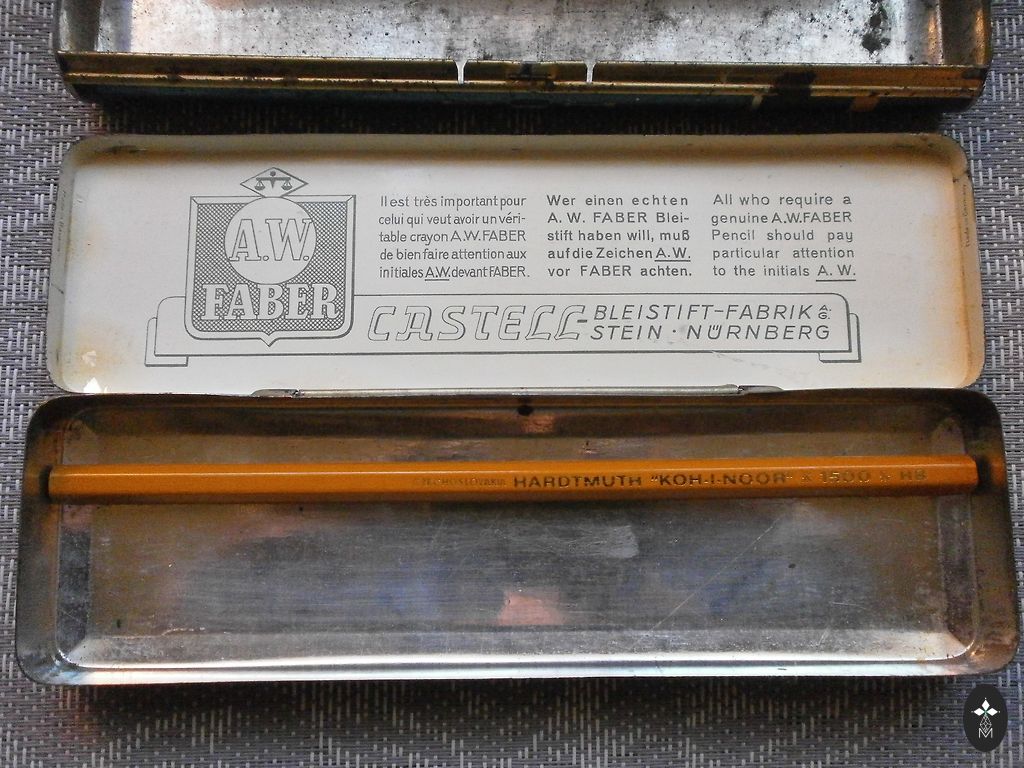 A.W.
FABER
Il est très important pour
celui qui veut avoir un véri-
table crayon A.W. FABER
de bien faire attention aux
initiales A.W. devant FABER.
Wer einen echten
A. W. FABER Blei-
stift haben will, muß
auf die Zeichen A.W.
vor FABER achten.
All who require a
genuine A.W. FABER
Pencil should pay
particular attention
to the initials A. W.
CASTELL-BLEISTIFT-FABRIK A:G.
STEIN · NÜRNBERG
CZECHOSLOVAKIA HARDTMUTH "KOH-I-NOOR" 1500 HB
M